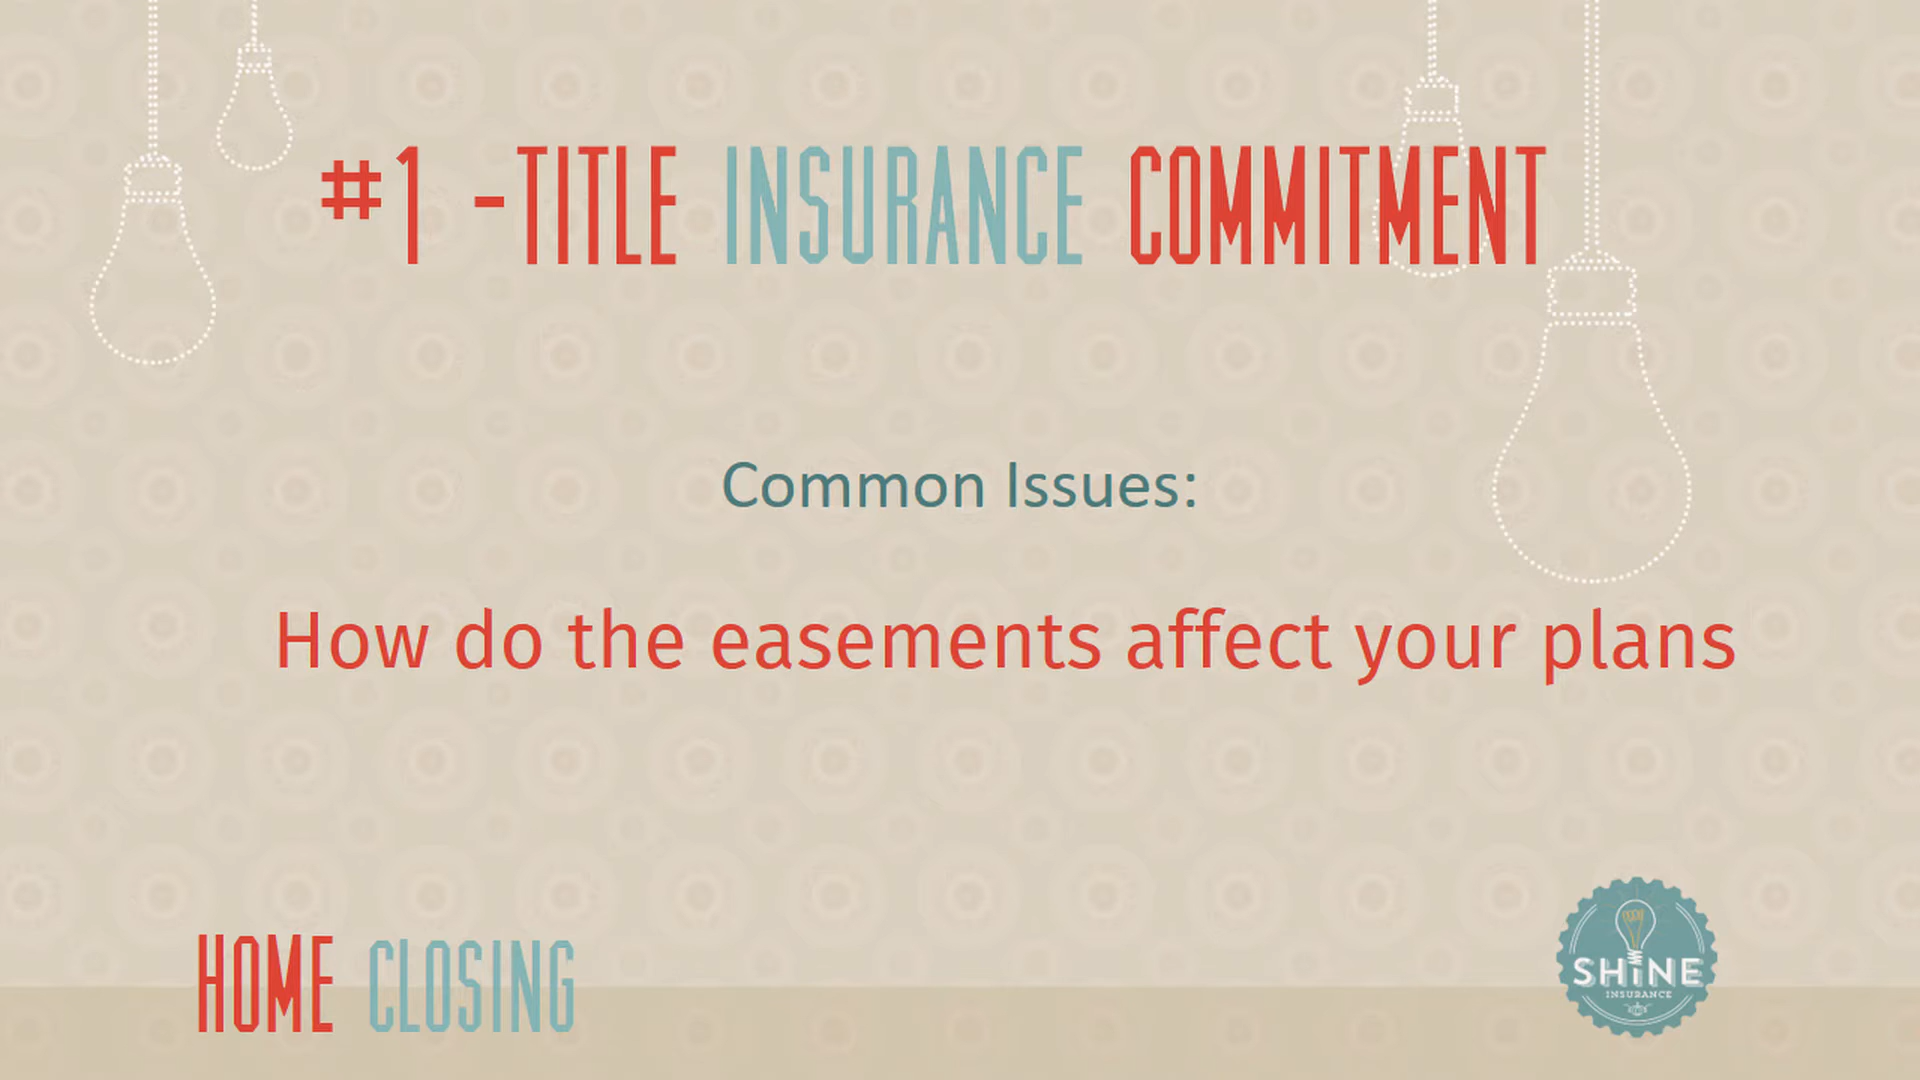 #1 -TITLE INSURANCE COMMITMENT
Common Issues:
How do the easements affect your plans
HOME CLOSING
SHINE
INSURANCE